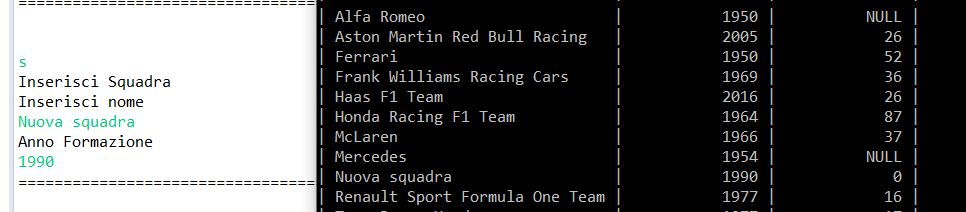 ================================
s
Inserisci Squadra
Inserisci nome
Nuova squadra
Anno Formazione
1990
================================
| Alfa Romeo | 1950 | NULL |
| Aston Martin Red Bull Racing | 2005 | 26 |
| Ferrari | 1950 | 52 |
| Frank Williams Racing Cars | 1969 | 36 |
| Haas F1 Team | 2016 | 26 |
| Honda Racing F1 Team | 1964 | 87 |
| McLaren | 1966 | 37 |
| Mercedes | 1954 | NULL |
| Nuova squadra | 1990 | 0 |
| Renault Sport Formula One Team | 1977 | 16 |